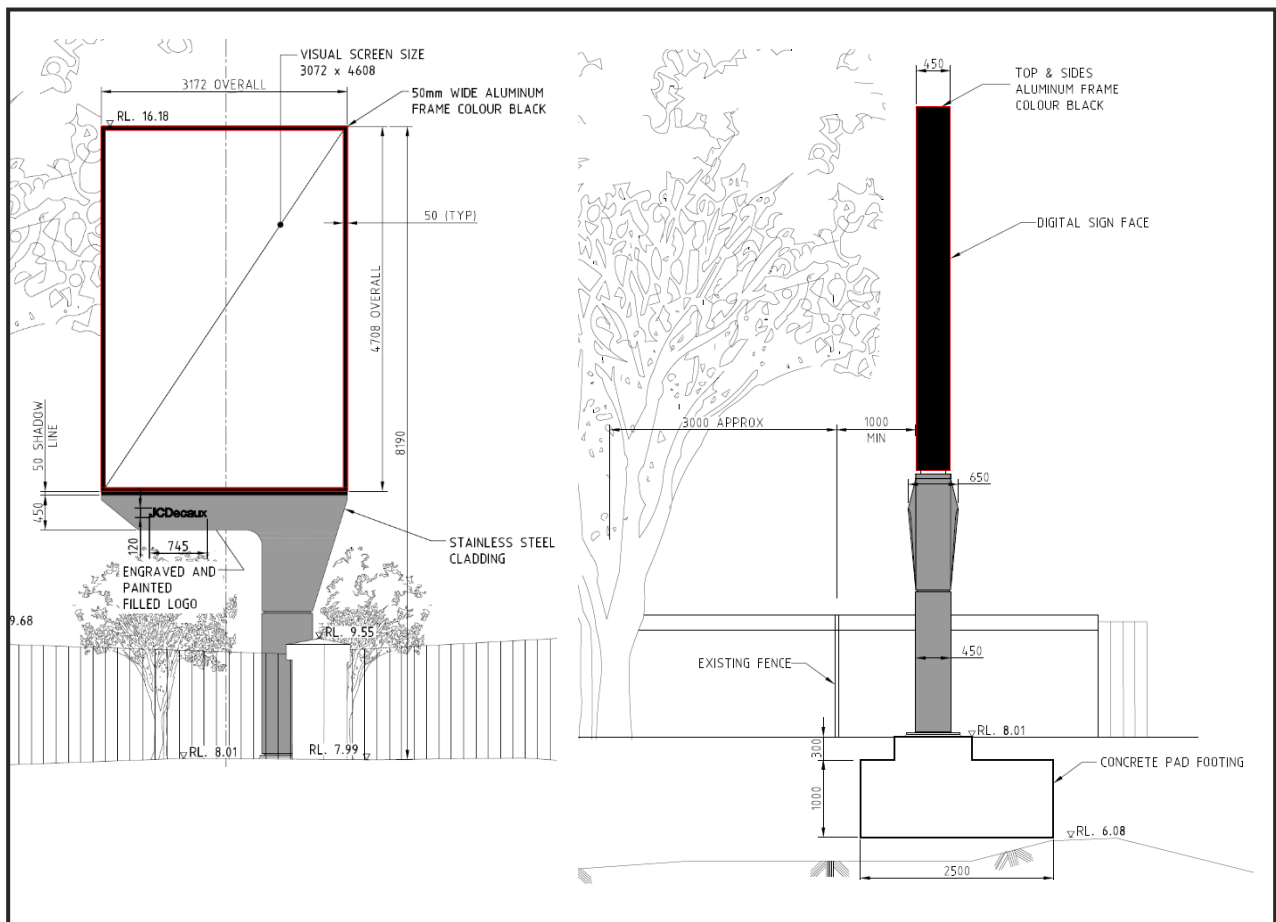 VISUAL SCREEN SIZE
3072 x 4608
3172 OVERALL
50mm WIDE ALUMINUM
FRAME COLOUR BLACK
RL. 16.18
50 (TYP)
4708 OVERALL
8190
50 SHADOW
LINE
450
JCDecaux
120
745
STAINLESS STEEL
CLADDING
ENGRAVED AND
PAINTED
FILLED LOGO
9.68
RL. 9.55
RL. 8.01
RL. 7.99
450
TOP & SIDES
ALUMINUM FRAME
COLOUR BLACK
DIGITAL SIGN FACE
3000 APPROX
1000
MIN
650
EXISTING FENCE
450
RL. 8.01
300
CONCRETE PAD FOOTING
1000
RL. 6.08
2500